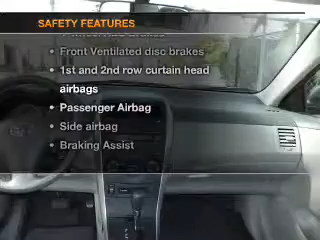 SAFETY FEATURES
• Front Ventilated disc brakes
• 1st and 2nd row curtain head
airbags
• Passenger Airbag
• Side airbag
• Braking Assist